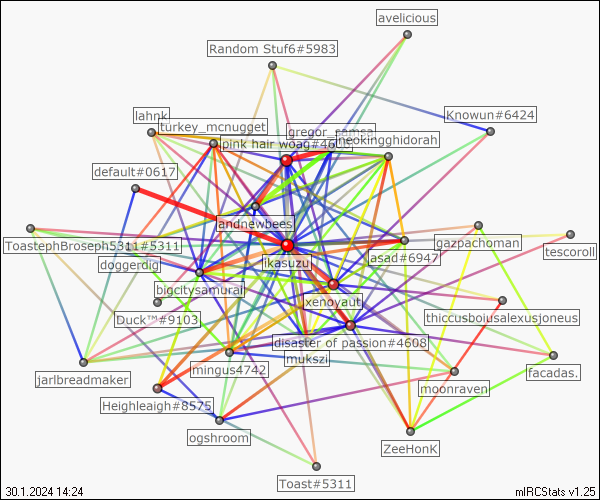 avelicious
Random Stuf6#5983
Knowun#6424
lahnk
turkey_mcnugget
gregor_samsa
neokingghidorah
pink hair woag#46
default#0617
andnewbees
ToastephBroseph5311#5311
gazpachoman
tescoroll
doggerdig
ikasuzu
asad#6947
bigcitysamurai
xenoyaut
Duck™#9103
thiccusboiusalexusjoneus
disaster of passion#4608
mukszi
mingus4742
facadas.
jarlbreadmaker
moonraven
Heighleaigh#8575
ogshroom
ZeeHonK
Toast#5311
30.1.2024 14:24
mIRCStats v1.25